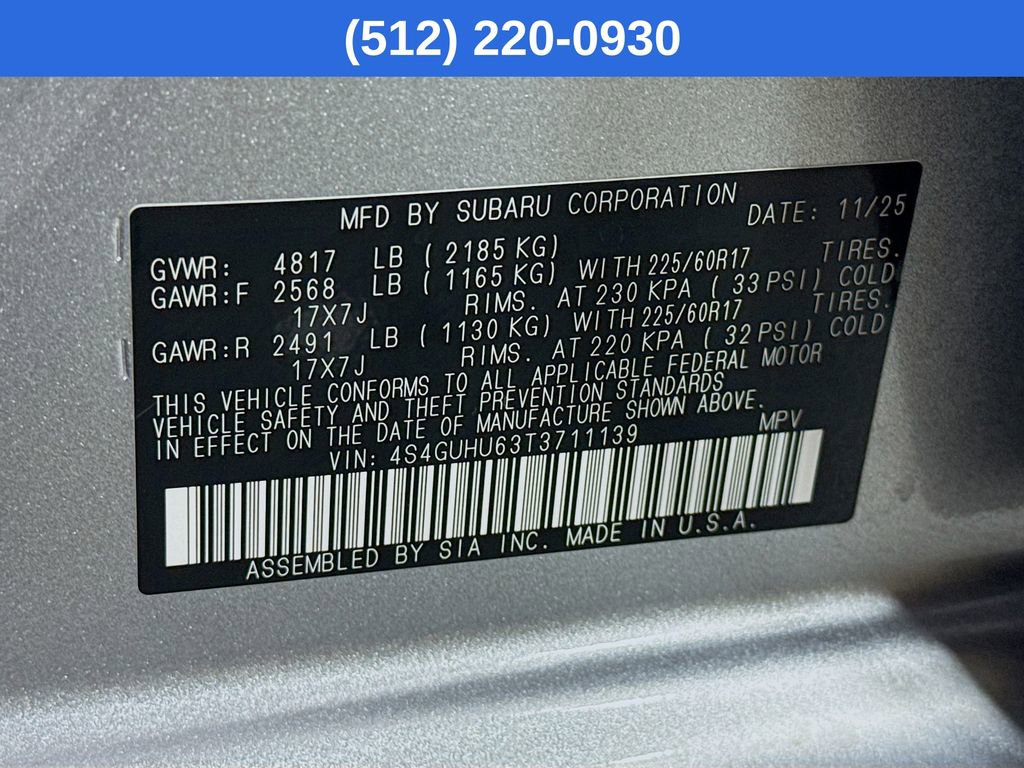 (512) 220-0930
MFD BY SUBARU CORPORATION DATE: 11/25
GVWR: 4817 LB ( 2185 KG)
GAWR:F 2568 LB ( 1165 KG) WITH 225/60R17 TIRES.
17X7J RIMS. AT 230 KPA ( 33 PSI) COLD
GAWR:R 2491 LB ( 1130 KG) WITH 225/60R17 TIRES.
17X7J RIMS. AT 220 KPA ( 32 PSI) COLD
THIS VEHICLE CONFORMS TO ALL APPLICABLE FEDERAL MOTOR
VEHICLE SAFETY AND THEFT PREVENTION STANDARDS
IN EFFECT ON THE DATE OF MANUFACTURE SHOWN ABOVE.
VIN: 4S4GUHU63T3711139 MPV
ASSEMBLED BY SIA INC. MADE IN U.S.A.